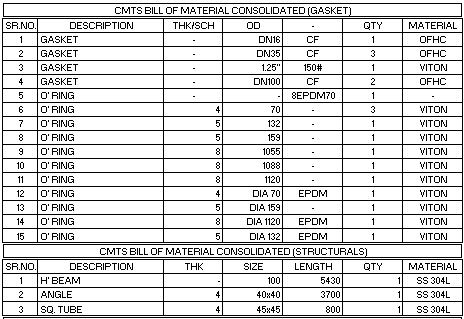 CMTS BILL OF MATERIAL CONSOLIDATED (GASKET)
SR.NO. DESCRIPTION THK/SCH OD - QTY MATERIAL
1 GASKET - DN16 CF 1 OFHC
2 GASKET - DN35 CF 3 OFHC
3 GASKET - 1.25" 150# 1 VITON
4 GASKET - DN100 CF 2 OFHC
5 O' RING - - 8EPDM70 1 -
6 O' RING 4 70 - 3 VITON
7 O' RING 5 132 - 1 VITON
8 O' RING 5 159 - 1 VITON
9 O' RING 8 1055 - 1 VITON
10 O' RING 8 1088 - 1 VITON
11 O' RING 8 1120 - 1 VITON
12 O' RING 4 DIA 70 EPDM 1 VITON
13 O' RING 5 DIA 159 - 1 VITON
14 O' RING 8 DIA 1120 EPDM 1 VITON
15 O' RING 5 DIA 132 EPDM 1 VITON
CMTS BILL OF MATERIAL CONSOLIDATED (STRUCTURALS)
SR.NO. DESCRIPTION THK SIZE LENGTH QTY MATERIAL
1 H' BEAM - 100 5430 1 SS 304L
2 ANGLE 4 40x40 3700 1 SS 304L
3 SQ. TUBE 4 45x45 800 1 SS 304L